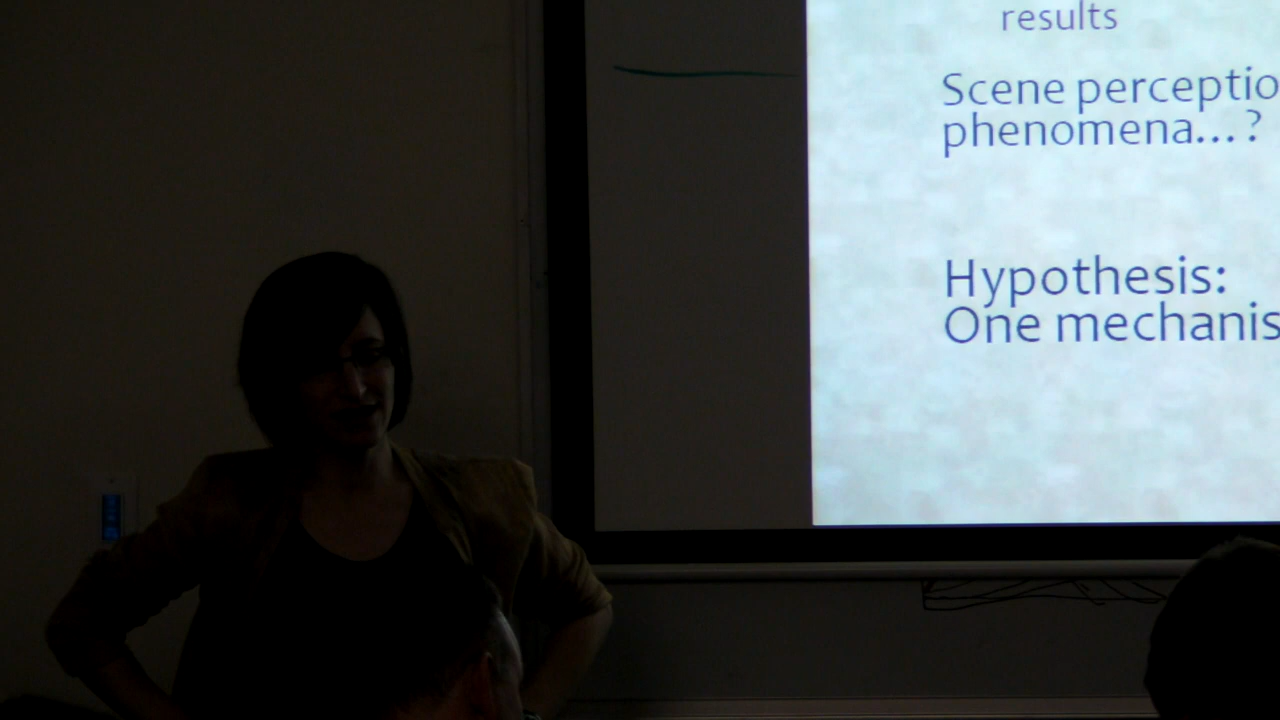 results
Scene perceptio
phenomena...?
Hypothesis:
One mechanis